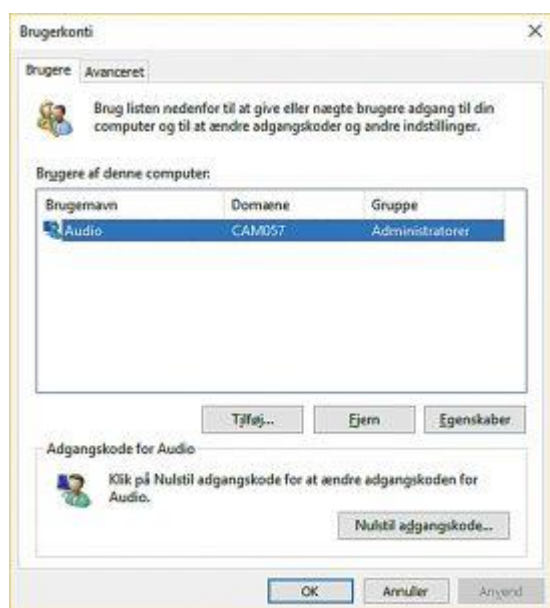 Brugerkonti
Brugere Avanceret
Brug listen nedenfor til at give eller nægte brugere adgang til din
computer og til at ændre adgangskoder og andre indstillinger.
Brugere af denne computer:
Brugernavn Domæne Gruppe
Audio CAM057 Administratorer
Tilføj... Fjern Egenskaber
Adgangskode for Audio
Klik på Nulstil adgangskode for at ændre adgangskoden for
Audio.
Nulstil adgangskode...
OK Annuller Anvend